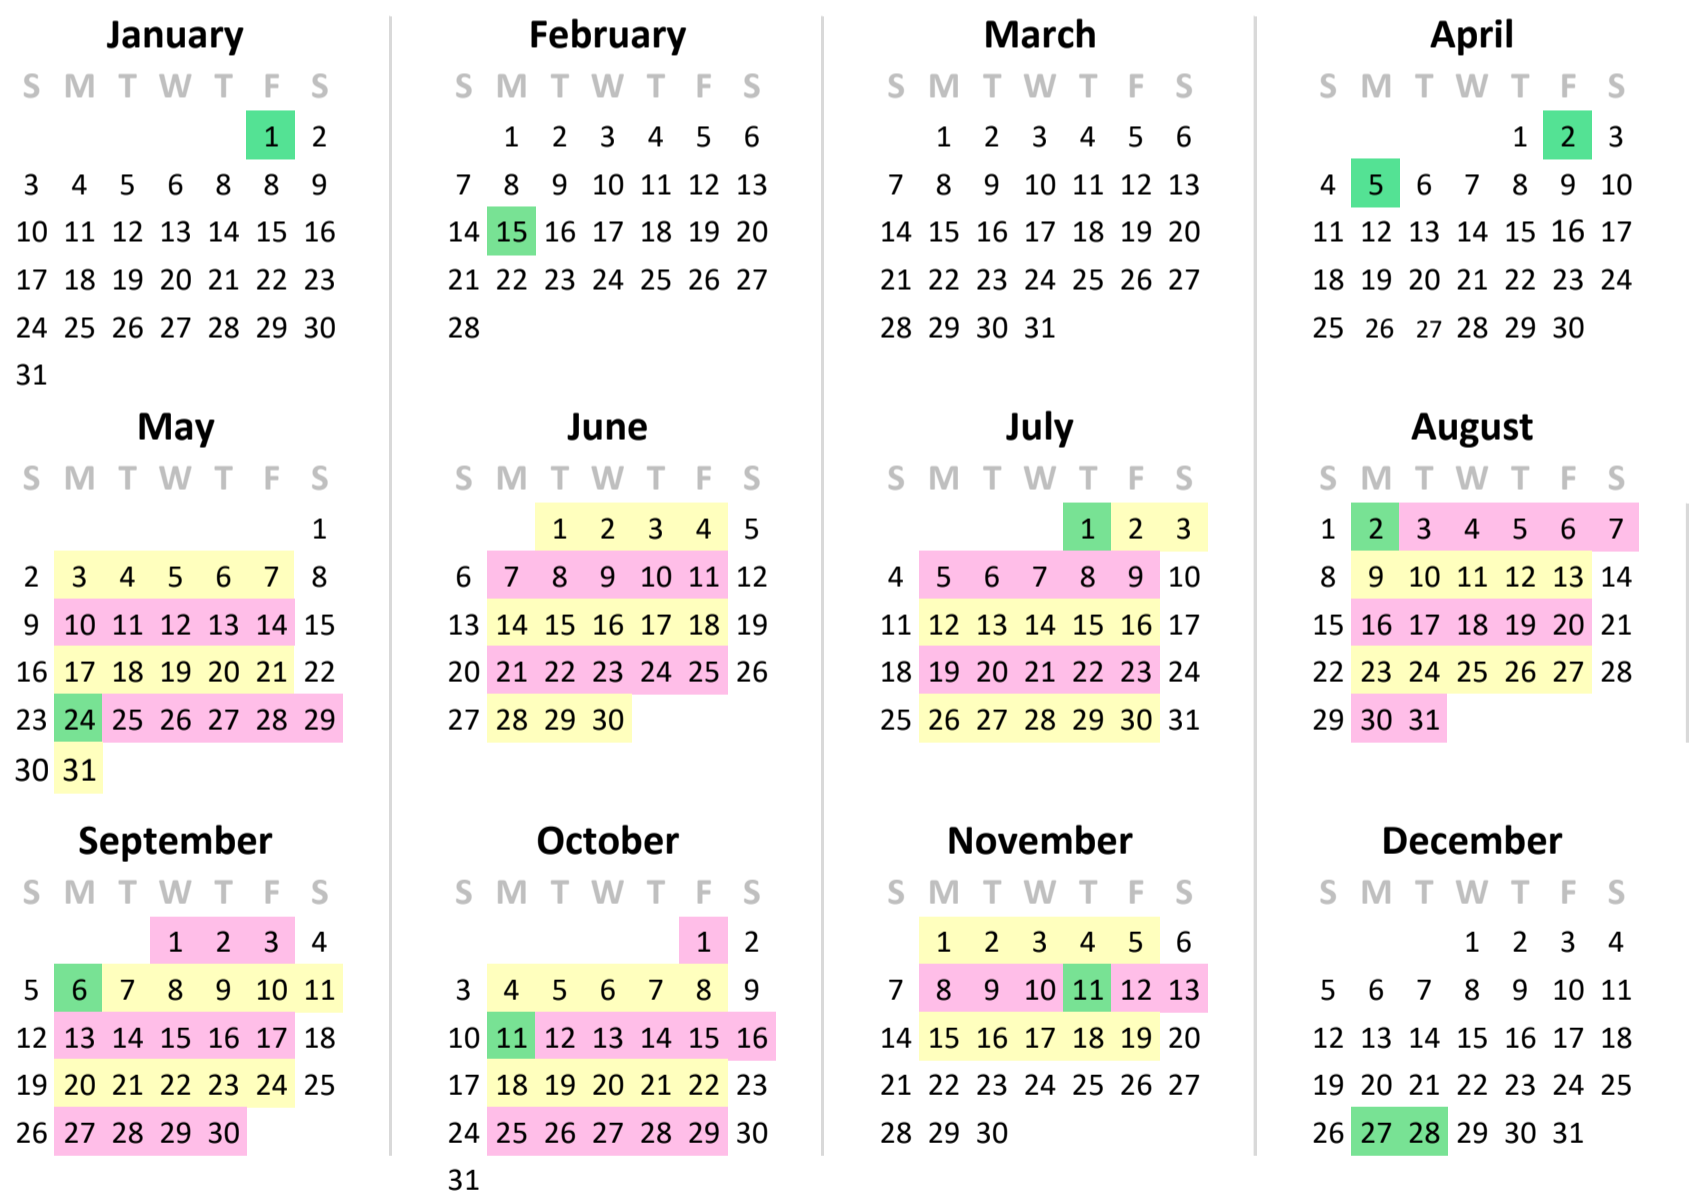 January
S M T W T F S
1 2
3 4 5 6 8 8 9
10 11 12 13 14 15 16
17 18 19 20 21 22 23
24 25 26 27 28 29 30
31
February
S M T W T F S
1 2 3 4 5 6
7 8 9 10 11 12 13
14 15 16 17 18 19 20
21 22 23 24 25 26 27
28
March
S M T W T F S
1 2 3 4 5 6
7 8 9 10 11 12 13
14 15 16 17 18 19 20
21 22 23 24 25 26 27
28 29 30 31
April
S M T W T F S
1 2 3
4 5 6 7 8 9 10
11 12 13 14 15 16 17
18 19 20 21 22 23 24
25 26 27 28 29 30
May
S M T W T F S
1
2 3 4 5 6 7 8
9 10 11 12 13 14 15
16 17 18 19 20 21 22
23 24 25 26 27 28 29
30 31
June
S M T W T F S
1 2 3 4 5
6 7 8 9 10 11 12
13 14 15 16 17 18 19
20 21 22 23 24 25 26
27 28 29 30
July
S M T W T F S
1 2 3
4 5 6 7 8 9 10
11 12 13 14 15 16 17
18 19 20 21 22 23 24
25 26 27 28 29 30 31
August
S M T W T F S
1 2 3 4 5 6 7
8 9 10 11 12 13 14
15 16 17 18 19 20 21
22 23 24 25 26 27 28
29 30 31
September
S M T W T F S
1 2 3 4
5 6 7 8 9 10 11
12 13 14 15 16 17 18
19 20 21 22 23 24 25
26 27 28 29 30
October
S M T W T F S
1 2
3 4 5 6 7 8 9
10 11 12 13 14 15 16
17 18 19 20 21 22 23
24 25 26 27 28 29 30
31
November
S M T W T F S
1 2 3 4 5 6
7 8 9 10 11 12 13
14 15 16 17 18 19 20
21 22 23 24 25 26 27
28 29 30
December
S M T W T F S
1 2 3 4
5 6 7 8 9 10 11
12 13 14 15 16 17 18
19 20 21 22 23 24 25
26 27 28 29 30 31